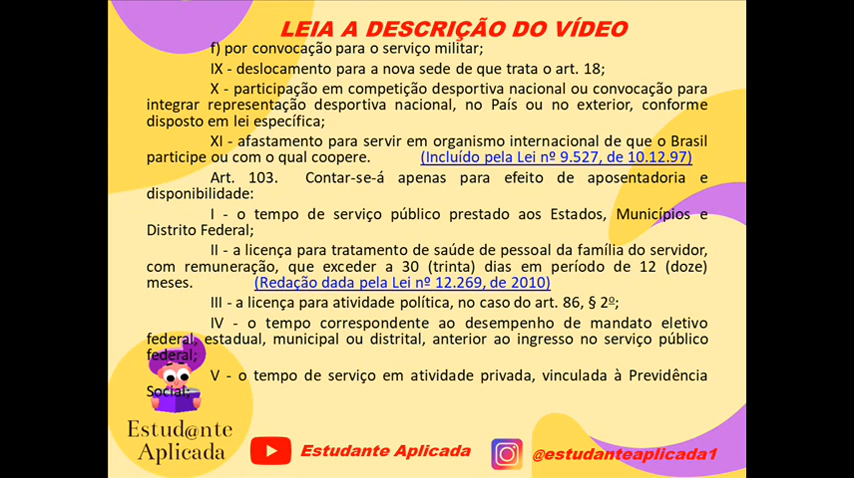 LEIA A DESCRIÇÃO DO VÍDEO
f) por convocação para o serviço militar;
IX - deslocamento para a nova sede de que trata o art. 18;
X - participação em competição desportiva nacional ou convocação para
integrar representação desportiva nacional, no País ou no exterior, conforme
disposto em lei específica;
XI - afastamento para servir em organismo internacional de que o Brasil
participe ou com o qual coopere. (Incluído pela Lei nº 9.527, de 10.12.97)
Art. 103. Contar-se-á apenas para efeito de aposentadoria e
disponibilidade:
I - o tempo de serviço público prestado aos Estados, Municípios e
Distrito Federal;
II - a licença para tratamento de saúde de pessoal da família do servidor,
com remuneração, que exceder a 30 (trinta) dias em período de 12 (doze)
meses. (Redação dada pela Lei nº 12.269, de 2010)
III - a licença para atividade política, no caso do art. 86, § 2º;
IV - o tempo correspondente ao desempenho de mandato eletivo
federal, estadual, municipal ou distrital, anterior ao ingresso no serviço público
federal;
V - o tempo de serviço em atividade privada, vinculada à Previdência
Social;
Estud@nte
Aplicada
Estudante Aplicada
@estudanteaplicada1